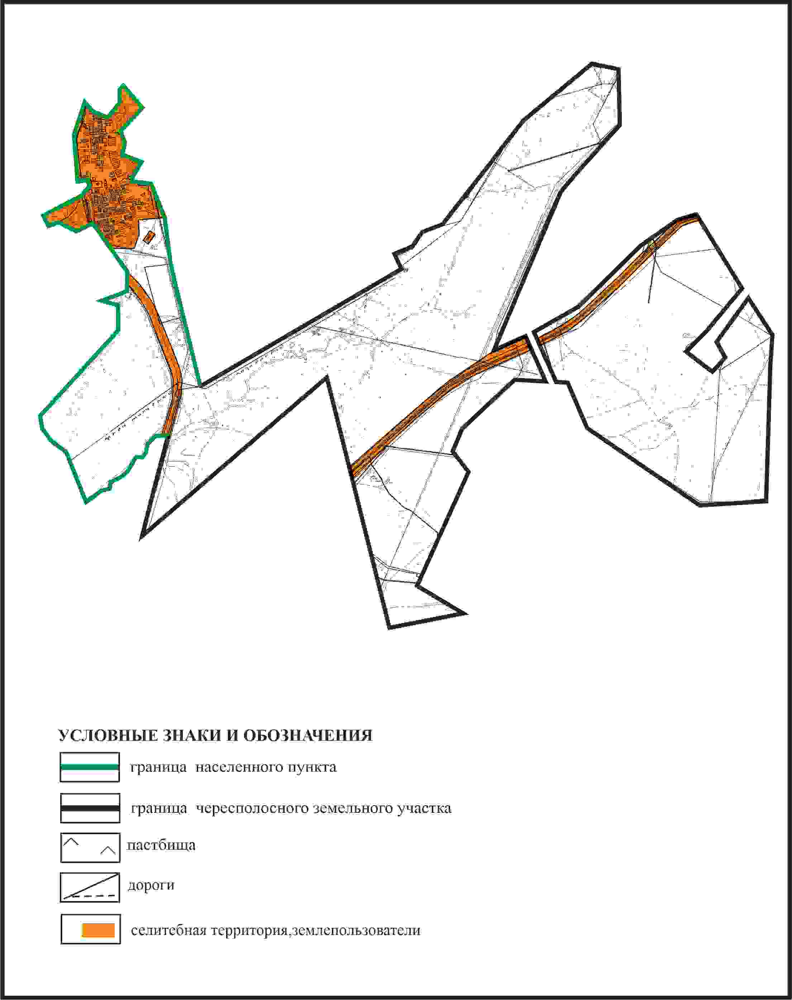 УСЛОВНЫЕ ЗНАКИ И ОБОЗНАЧЕНИЯ
граница населенного пункта
граница чересполосного земельного участка
пастбища
дороги
селитебная территория,землепользователи